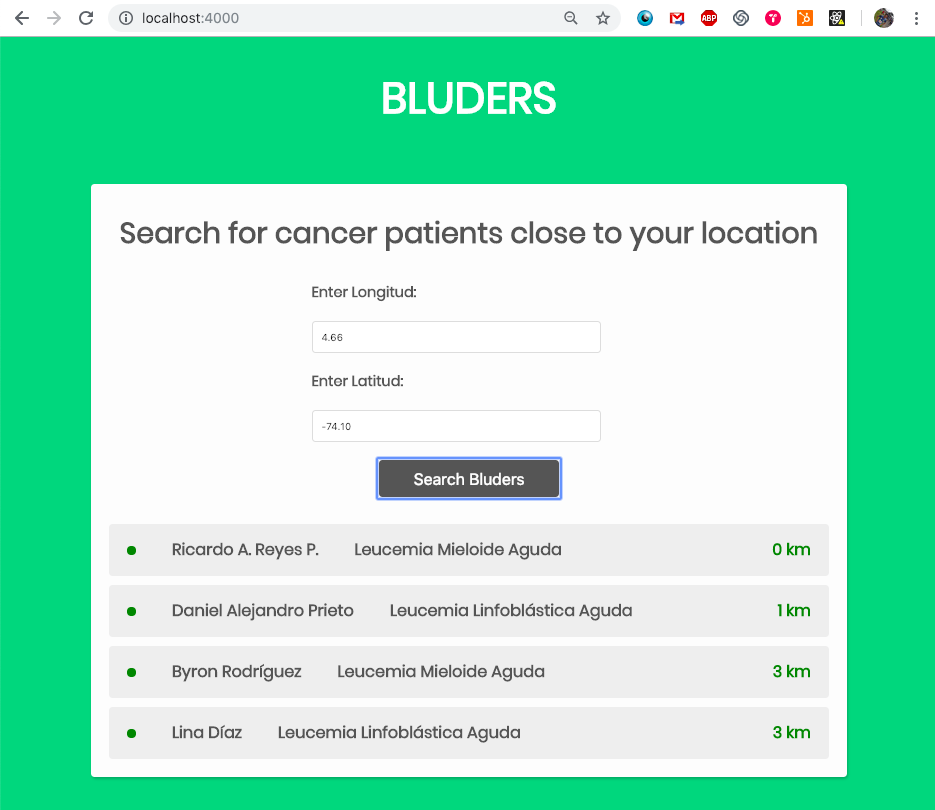 localhost:4000
ABP
BLUDERS
Search for cancer patients close to your location
Enter Longitud:
4.66
Enter Latitud:
-74.10
Search Bluders
Ricardo A. Reyes P. Leucemia Mieloide Aguda 0 km
Daniel Alejandro Prieto Leucemia Linfoblástica Aguda 1 km
Byron Rodríguez Leucemia Mieloide Aguda 3 km
Lina Díaz Leucemia Linfoblástica Aguda 3 km